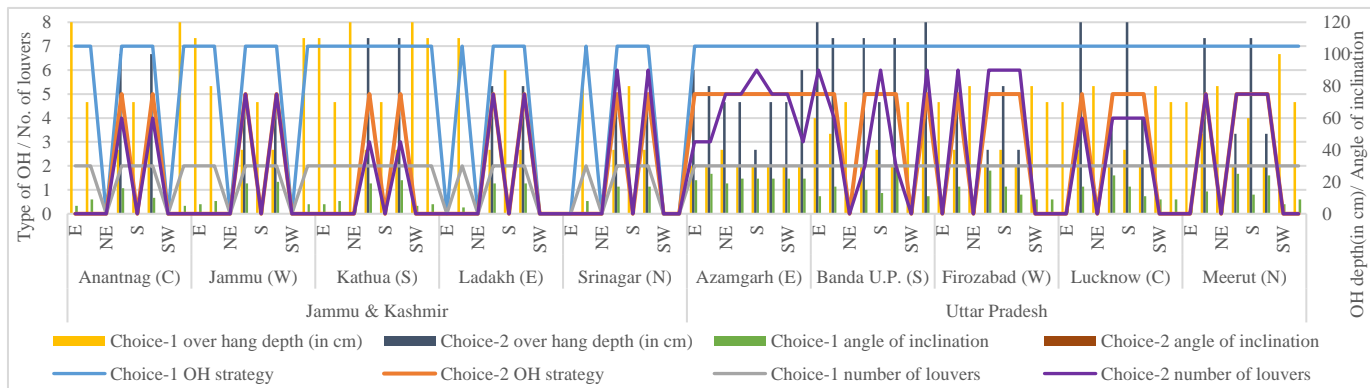 Type of OH / No. of louvers
8
7
6
5
4
3
2
1
0
120
100
80
60
40
20
0
OH depth(in cm)/ Angle of inclination
E NE S SW E NE S SW E NE S SW E NE S SW E NE S SW E NE S SW E NE S SW E NE S SW E NE S SW E NE S SW
Anantnag (C) Jammu (W) Kathua (S) Ladakh (E) Srinagar (N) Azamgarh (E) Banda U.P. (S) Firozabad (W) Lucknow (C) Meerut (N)
Jammu & Kashmir Uttar Pradesh
Choice-1 over hang depth (in cm) Choice-2 over hang depth (in cm) Choice-1 angle of inclination Choice-2 angle of inclination
Choice-1 OH strategy Choice-2 OH strategy Choice-1 number of louvers Choice-2 number of louvers